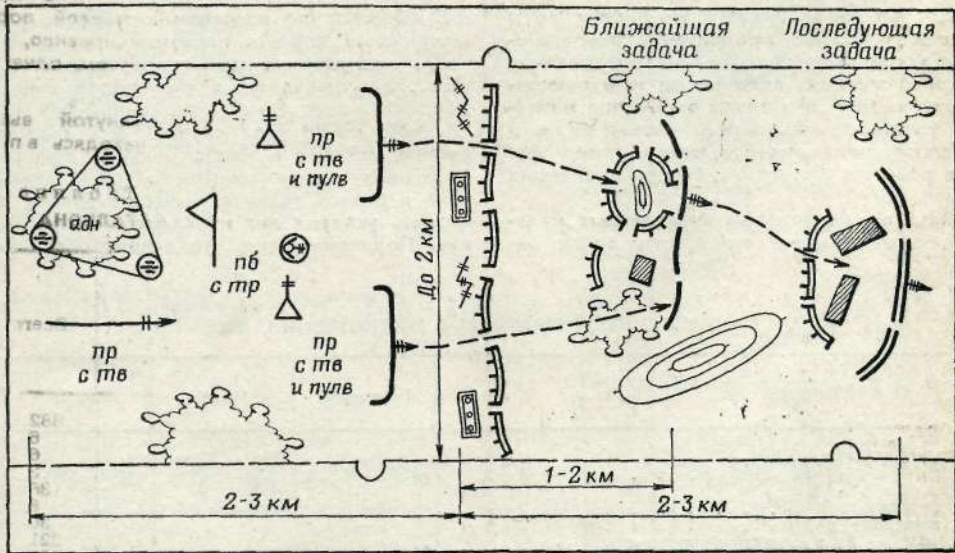 Ближайшая
задача
Последующая
задача
пр
с тв
и пулв
адн
До 2 км
пб
с тр
пр
с тв
пр
с тв
и пулв
1-2 км
2-3 км
2-3 км